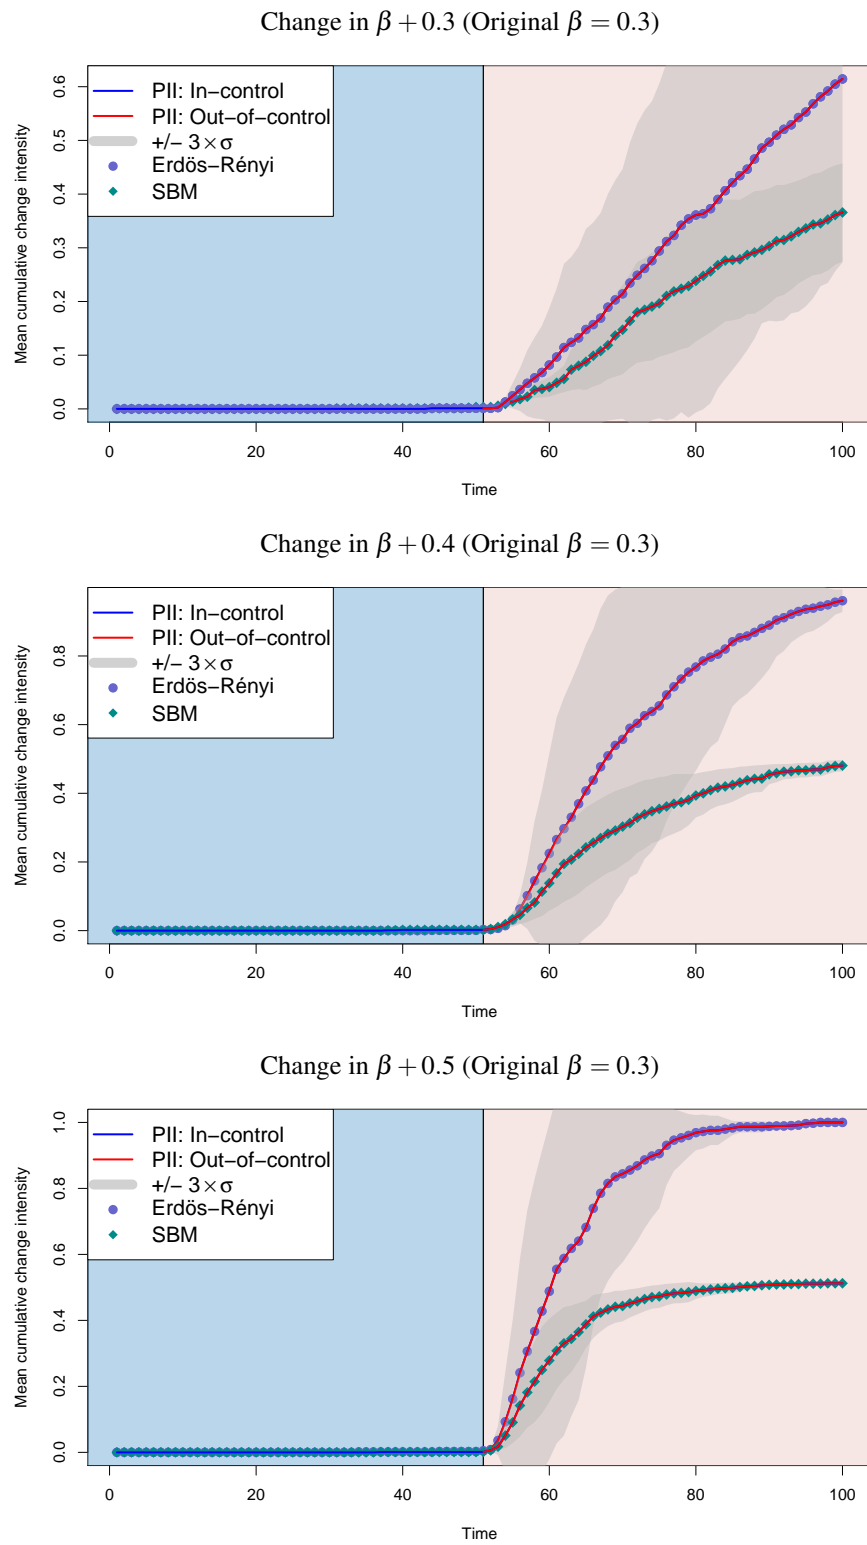 Change in β + 0.3 (Original β = 0.3)
PII: In−control
PII: Out−of−control
+/− 3×σ
Erdös−Rényi
SBM
Mean cumulative change intensity
0.0 0.1 0.2 0.3 0.4 0.5 0.6
0 20 40 60 80 100
Time
Change in β + 0.4 (Original β = 0.3)
PII: In−control
PII: Out−of−control
+/− 3×σ
Erdös−Rényi
SBM
Mean cumulative change intensity
0.0 0.2 0.4 0.6 0.8
0 20 40 60 80 100
Time
Change in β + 0.5 (Original β = 0.3)
PII: In−control
PII: Out−of−control
+/− 3×σ
Erdös−Rényi
SBM
Mean cumulative change intensity
0.0 0.2 0.4 0.6 0.8 1.0
0 20 40 60 80 100
Time